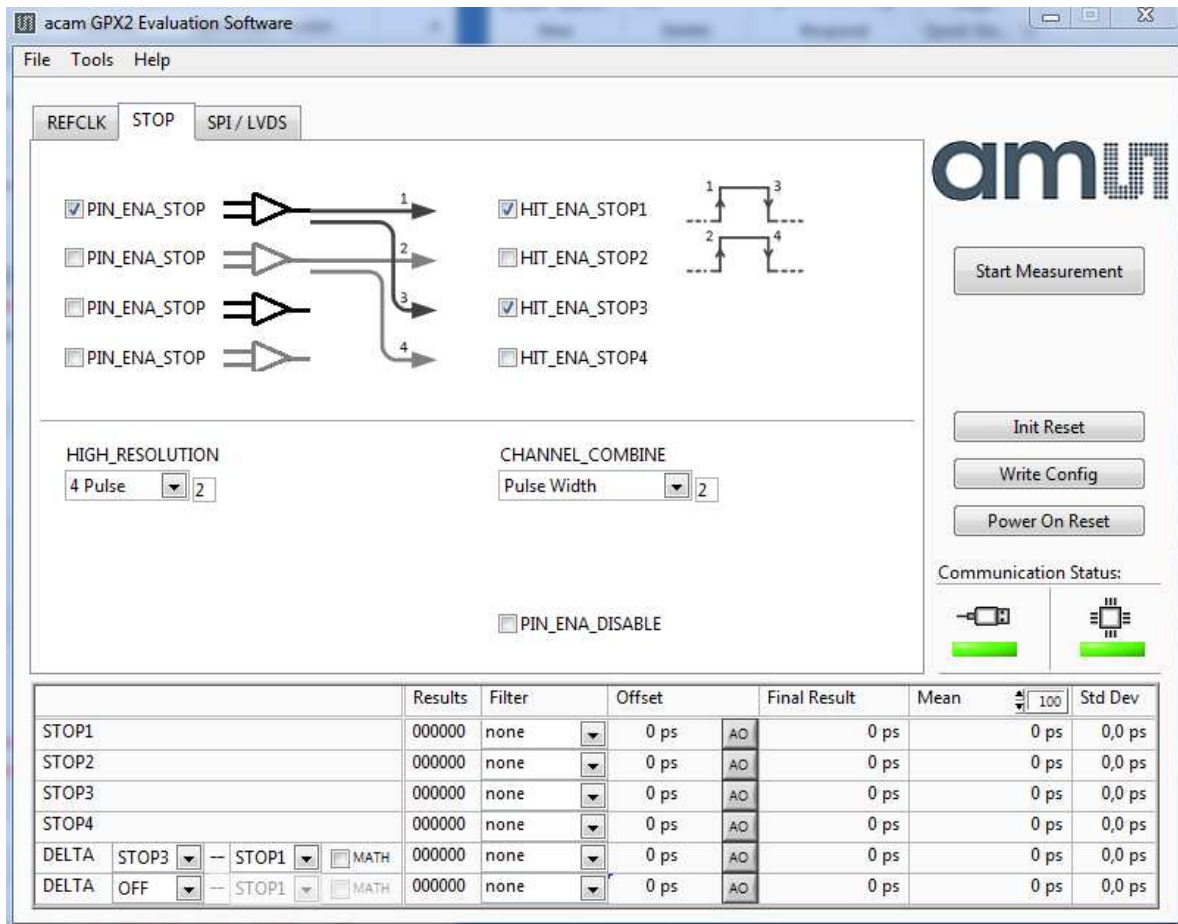 acam GPX2 Evaluation Software
File Tools Help
REFCLK STOP SPI / LVDS
am
PIN_ENA_STOP 1 HIT_ENA_STOP1 1 3
PIN_ENA_STOP 2 HIT_ENA_STOP2 2 4
PIN_ENA_STOP 3 HIT_ENA_STOP3
PIN_ENA_STOP 4 HIT_ENA_STOP4
Start Measurement
HIGH_RESOLUTION CHANNEL_COMBINE
4 Pulse 2 Pulse Width 2
PIN_ENA_DISABLE
Init Reset
Write Config
Power On Reset
Communication Status:
Results Filter Offset Final Result Mean 100 Std Dev
STOP1 000000 none 0 ps AO 0 ps 0 ps 0,0 ps
STOP2 000000 none 0 ps AO 0 ps 0 ps 0,0 ps
STOP3 000000 none 0 ps AO 0 ps 0 ps 0,0 ps
STOP4 000000 none 0 ps AO 0 ps 0 ps 0,0 ps
DELTA STOP3 -- STOP1 MATH 000000 none 0 ps AO 0 ps 0 ps 0,0 ps
DELTA OFF -- STOP1 MATH 000000 none 0 ps AO 0 ps 0 ps 0,0 ps